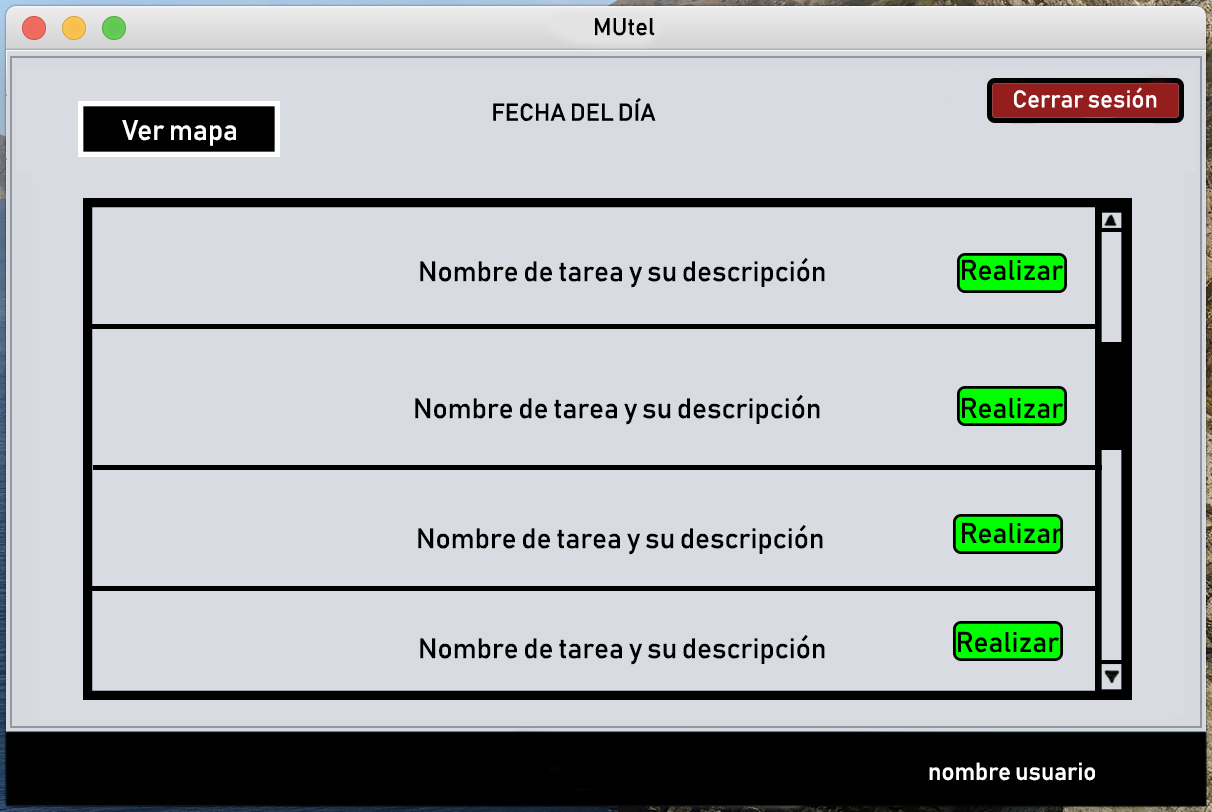 MUtel
Ver mapa
FECHA DEL DÍA
Cerrar sesión
Nombre de tarea y su descripción
Realizar
Nombre de tarea y su descripción
Realizar
Nombre de tarea y su descripción
Realizar
Nombre de tarea y su descripción
Realizar
nombre usuario